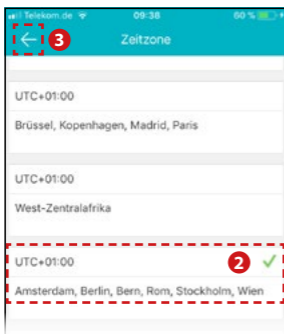 Telekom.de 09:38 60 %
3
Zeitzone
UTC+01:00
Brüssel, Kopenhagen, Madrid, Paris
UTC+01:00
West-Zentralafrika
UTC+01:00 2
Amsterdam, Berlin, Bern, Rom, Stockholm, Wien